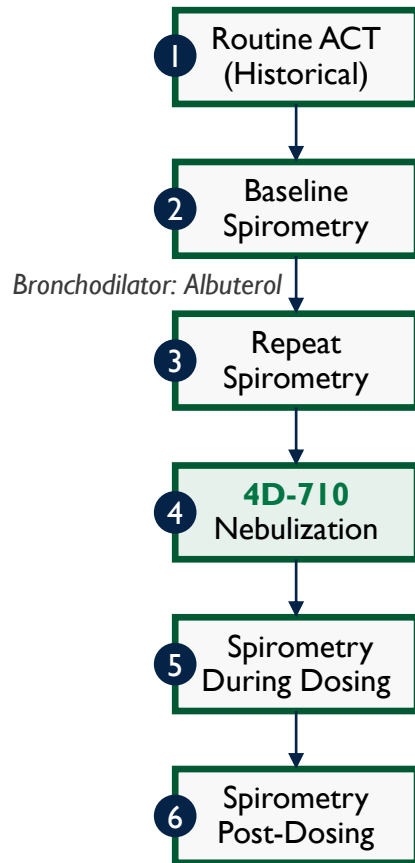 1
Routine ACT
(Historical)
2
Baseline
Spirometry
Bronchodilator: Albuterol
3
Repeat
Spirometry
4
4D-710
Nebulization
5
Spirometry
During Dosing
6
Spirometry
Post-Dosing